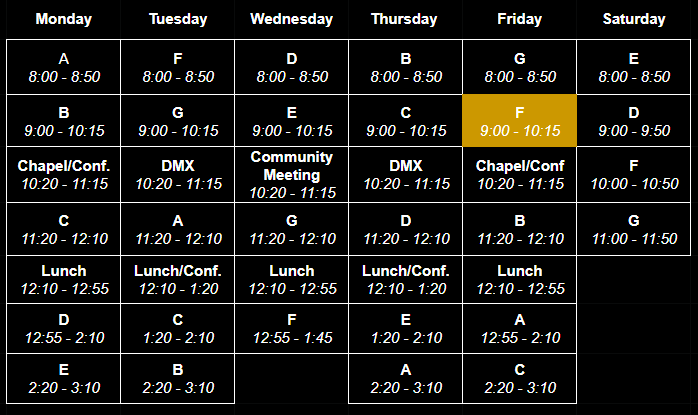 Monday Tuesday Wednesday Thursday Friday Saturday
A F D B G E
8:00 - 8:50 8:00 - 8:50 8:00 - 8:50 8:00 - 8:50 8:00 - 8:50 8:00 - 8:50
B G E C F D
9:00 - 10:15 9:00 - 10:15 9:00 - 10:15 9:00 - 10:15 9:00 - 10:15 9:00 - 9:50
Chapel/Conf. DMX Community Meeting DMX Chapel/Conf F
10:20 - 11:15 10:20 - 11:15 10:20 - 11:15 10:20 - 11:15 10:20 - 11:15 10:00 - 10:50
C A G D B G
11:20 - 12:10 11:20 - 12:10 11:20 - 12:10 11:20 - 12:10 11:20 - 12:10 11:00 - 11:50
Lunch Lunch/Conf. Lunch Lunch/Conf. Lunch
12:10 - 12:55 12:10 - 1:20 12:10 - 12:55 12:10 - 1:20 12:10 - 12:55
D C F E A
12:55 - 2:10 1:20 - 2:10 12:55 - 1:45 1:20 - 2:10 12:55 - 2:10
E B A C
2:20 - 3:10 2:20 - 3:10 2:20 - 3:10 2:20 - 3:10